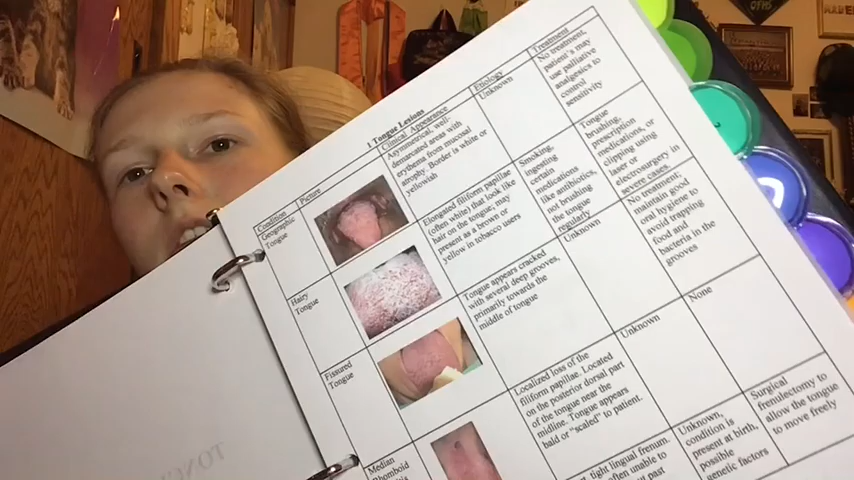 1 Tongue Lesions
Condition
Picture
Clinical Appearance
Etiology
Treatment
Geographic
Tongue
Asymmetrical, well-
demarcated areas with
erythema from mucosal
atrophy. Border is white or
yellowish
Unknown
No treatment,
patient's may
use palliative
analgesics to
control
sensitivity
Hairy
Tongue
Elongated filiform papillae
(often white) that look like
hair on the tongue; may
present as a brown or
yellow in tobacco users
Smoking,
ingesting
certain
medications
like antibiotics,
not brushing
the tongue
regularly
Tongue
brushing,
prescription
medications, or
clipping using
laser or
electrosurgery in
severe cases.
Fissured
Tongue
Tongue appears cracked
with several deep grooves,
primarily towards the
middle of tongue
Unknown
No treatment;
maintain good
oral hygiene to
avoid trapping
food and
bacteria in the
grooves
Median
Rhomboid
Localized loss of the
filiform papillae. Located
on the posterior dorsal part
of the tongue near the
midline. Tongue appears
bald or "scaled" to patient.
Unknown
None
tight lingual frenum.
often unable to
past
Unknown,
condition is
present at birth,
possible
genetic factors
Surgical
frenulectomy to
allow the tongue
to move freely